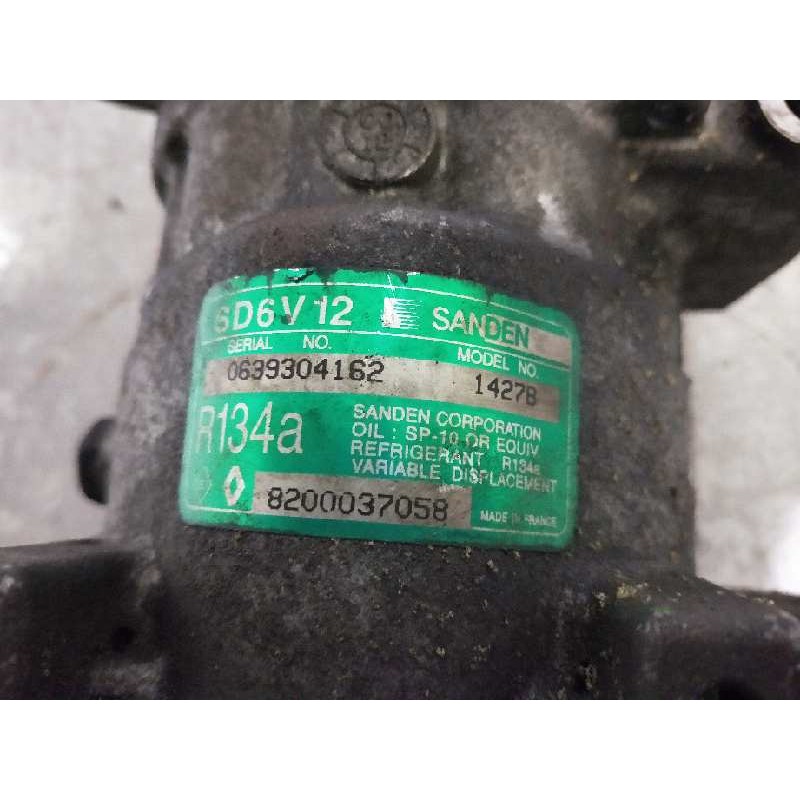 SD6V12 SANDEN
SERIAL NO. MODEL NO.
0639304162 1427B
R134a
SANDEN CORPORATION
OIL : SP-10 OR EQUIV
REFRIGERANT R134a
VARIABLE DISPLACEMENT
8200037058 MADE IN FRANCE